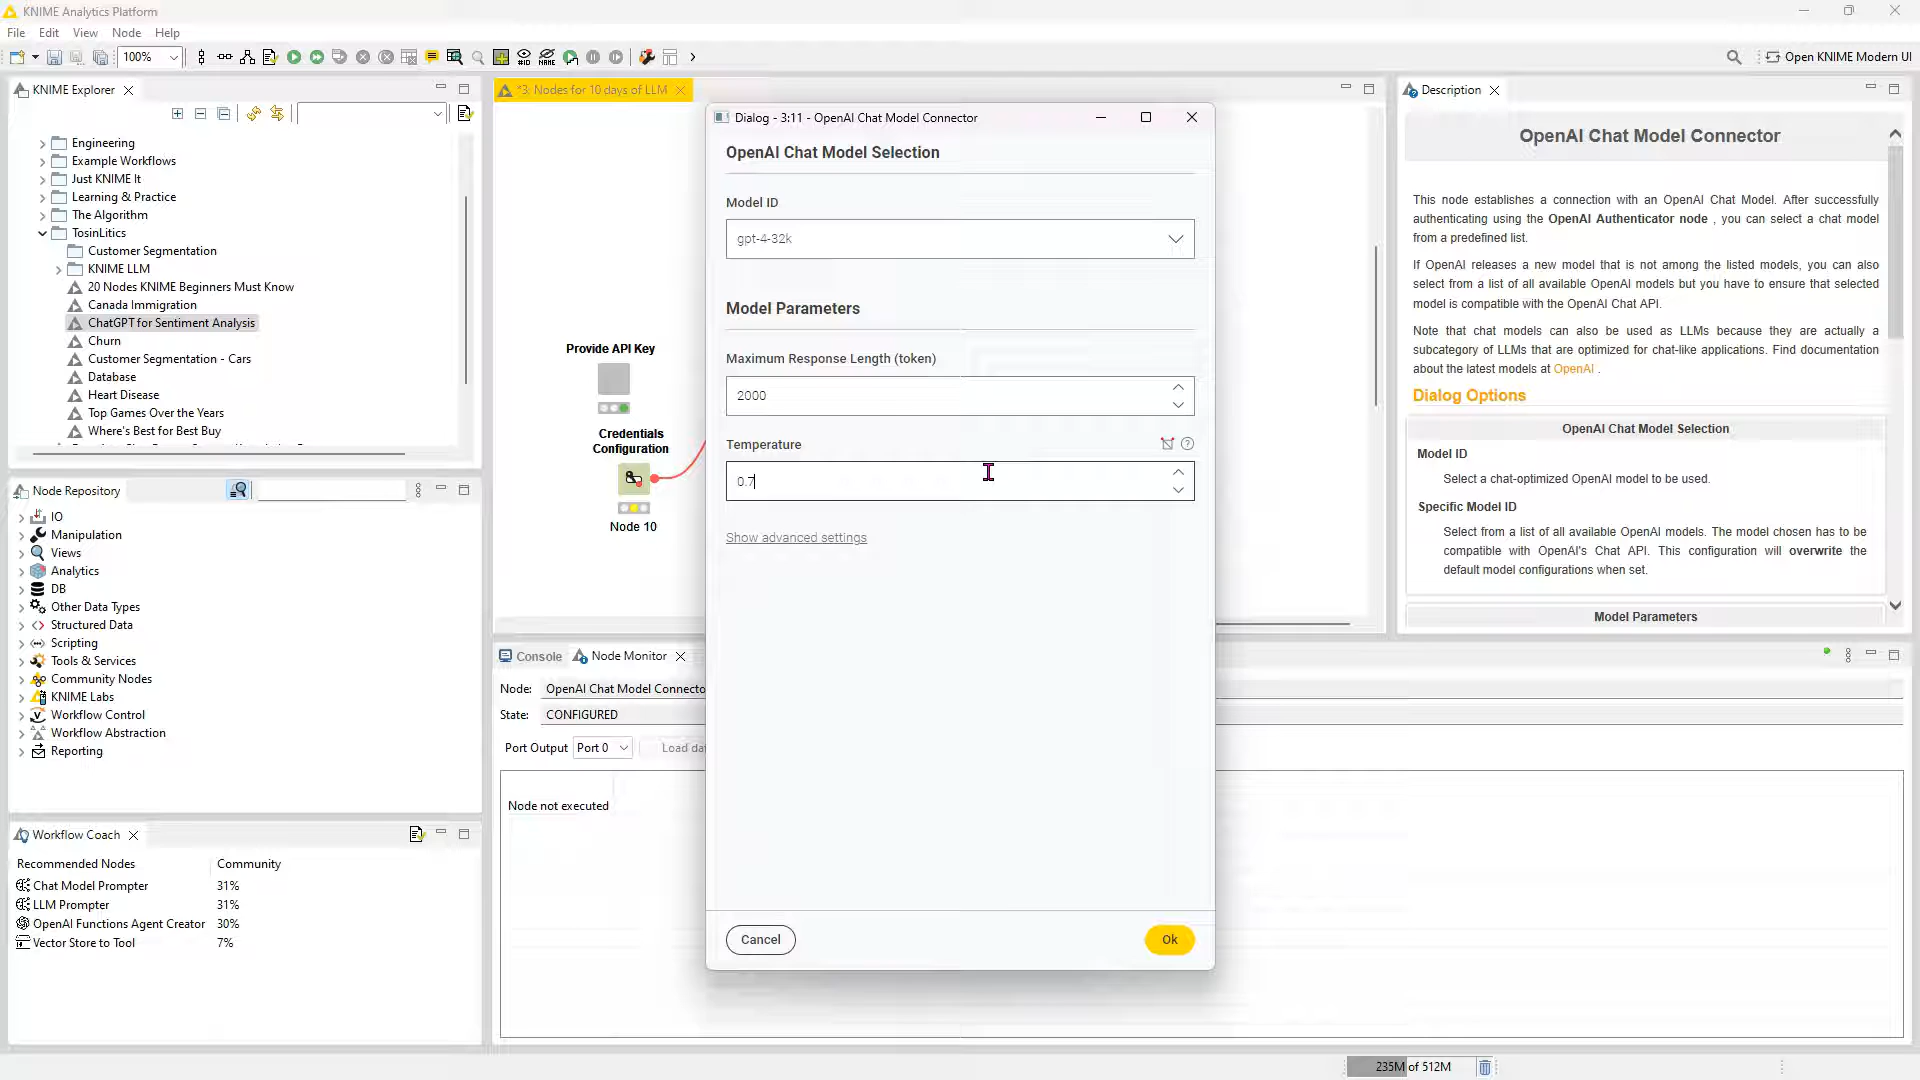 KNIME Analytics Platform
File Edit View Node Help
100%
Open KNIME Modern UI
KNIME Explorer
Engineering
Example Workflows
Just KNIME It
Learning & Practice
The Algorithm
TosinLitics
Customer Segmentation
KNIME LLM
20 Nodes KNIME Beginners Must Know
Canada Immigration
ChatGPT for Sentiment Analysis
Churn
Customer Segmentation - Cars
Database
Heart Disease
Top Games Over the Years
Where's Best for Best Buy
Node Repository
IO
Manipulation
Views
Analytics
DB
Other Data Types
Structured Data
Scripting
Tools & Services
Community Nodes
KNIME Labs
Workflow Control
Workflow Abstraction
Reporting
Workflow Coach
Recommended Nodes Community
Chat Model Prompter 31%
LLM Prompter 31%
OpenAI Functions Agent Creator 30%
Vector Store to Tool 7%
*3: Nodes for 10 days of LLM
Provide API Key
Credentials
Configuration
Node 10
Console Node Monitor
Node: OpenAI Chat Model Connecto
State: CONFIGURED
Port Output Port 0 Load dat
Node not executed
Dialog - 3:11 - OpenAI Chat Model Connector
OpenAI Chat Model Selection
Model ID
gpt-4-32k
Model Parameters
Maximum Response Length (token)
2000
Temperature
0.7
Show advanced settings
Cancel Ok
Description
OpenAI Chat Model Connector
This node establishes a connection with an OpenAI Chat Model. After successfully
authenticating using the OpenAI Authenticator node , you can select a chat model
from a predefined list.
If OpenAI releases a new model that is not among the listed models, you can also
select from a list of all available OpenAI models but you have to ensure that selected
model is compatible with the OpenAI Chat API.
Note that chat models can also be used as LLMs because they are actually a
subcategory of LLMs that are optimized for chat-like applications. Find documentation
about the latest models at OpenAI .
Dialog Options
OpenAI Chat Model Selection
Model ID
Select a chat-optimized OpenAI model to be used.
Specific Model ID
Select from a list of all available OpenAI models. The model chosen has to be
compatible with OpenAI's Chat API. This configuration will overwrite the
default model configurations when set.
Model Parameters
235M of 512M